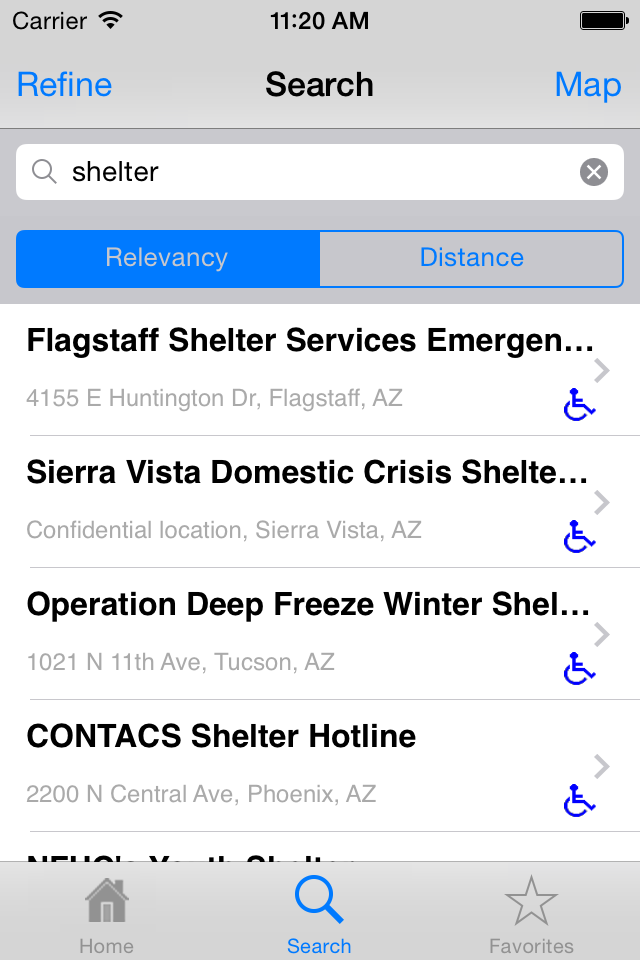 Carrier 11:20 AM
Refine Search Map
shelter
Relevancy Distance
Flagstaff Shelter Services Emergen...
4155 E Huntington Dr, Flagstaff, AZ
Sierra Vista Domestic Crisis Shelte...
Confidential location, Sierra Vista, AZ
Operation Deep Freeze Winter Shel...
1021 N 11th Ave, Tucson, AZ
CONTACS Shelter Hotline
2200 N Central Ave, Phoenix, AZ
Youth Shelter
Home Search Favorites